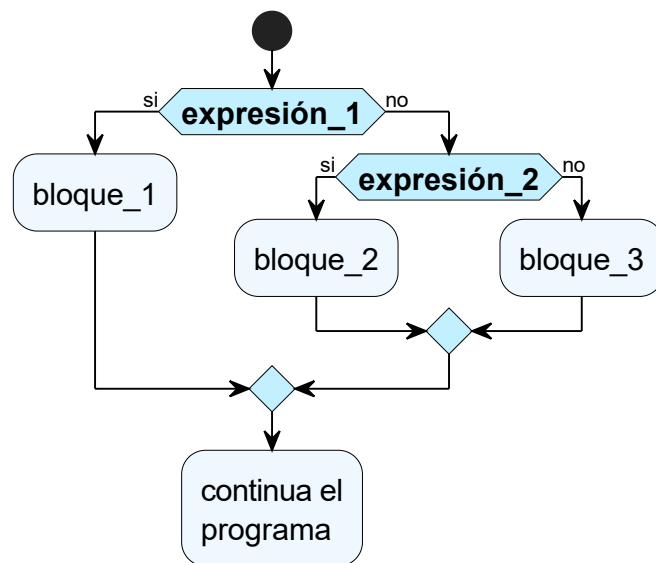 si
expresión_1
no
bloque_1
si
expresión_2
no
bloque_2
bloque_3
continua el
programa